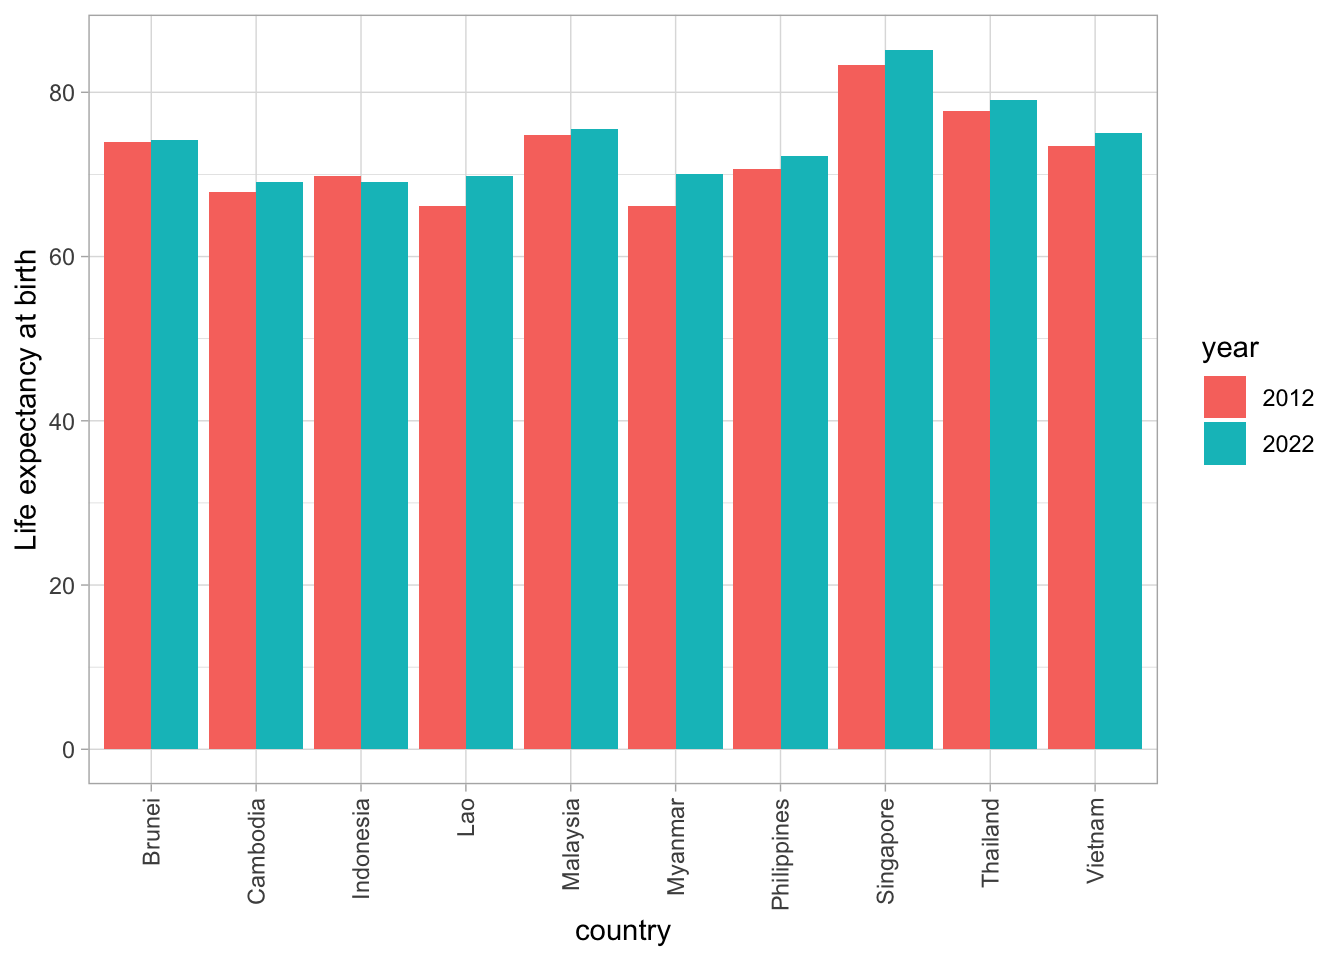 Life expectancy at birth
80
60
40
20
0
Brunei
Cambodia
Indonesia
Lao
Malaysia
Myanmar
Philippines
Singapore
Thailand
Vietnam
country
year
2012
2022